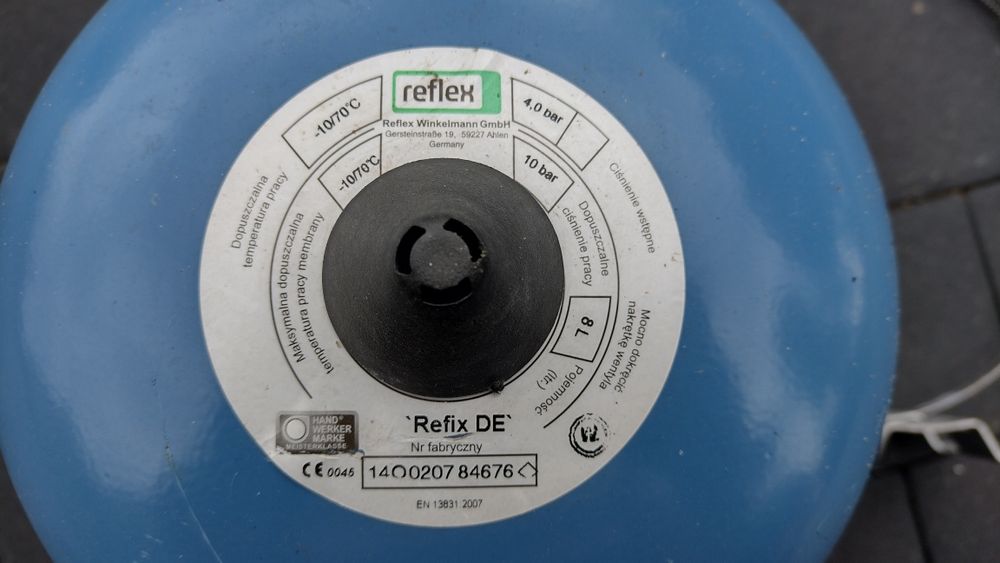 reflex
Reflex Winkelmann GmbH
Gersteinstraße 19, 59227 Ahlen
Germany
-10/70°C
4,0 bar
-10/70°C
10 bar
Dopuszczalna
temperatura pracy
Maksymalna dopuszczalna
temperatura pracy membrany
Ciśnienie wstępne
Dopuszczalne
ciśnienie pracy
8 L
Pojemność
(ltr.)
Mocno dokręcić
nakrętkę wentyla
HAND®
WERKER
MARKE
MEISTERKLASSE
`Refix DE`
Nr fabryczny
CE 0045
14O0207 84676
EN 13831:2007